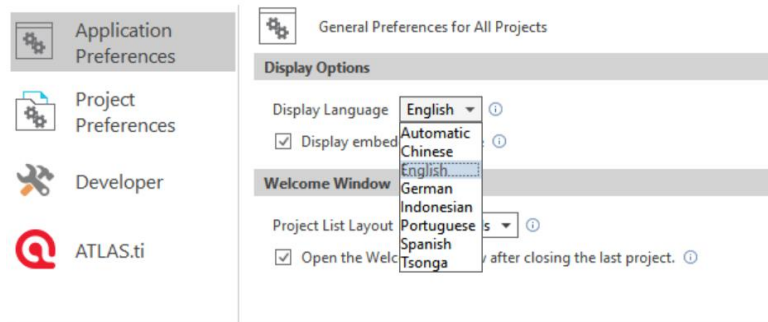 Application
Preferences
Project
Preferences
Developer
ATLAS.ti
General Preferences for All Projects
Display Options
Display Language English
Display embed
Automatic
Chinese
English
German
Indonesian
Portuguese
Spanish
Tsonga
Welcome Window
Project List Layout s
Open the Welc after closing the last project.